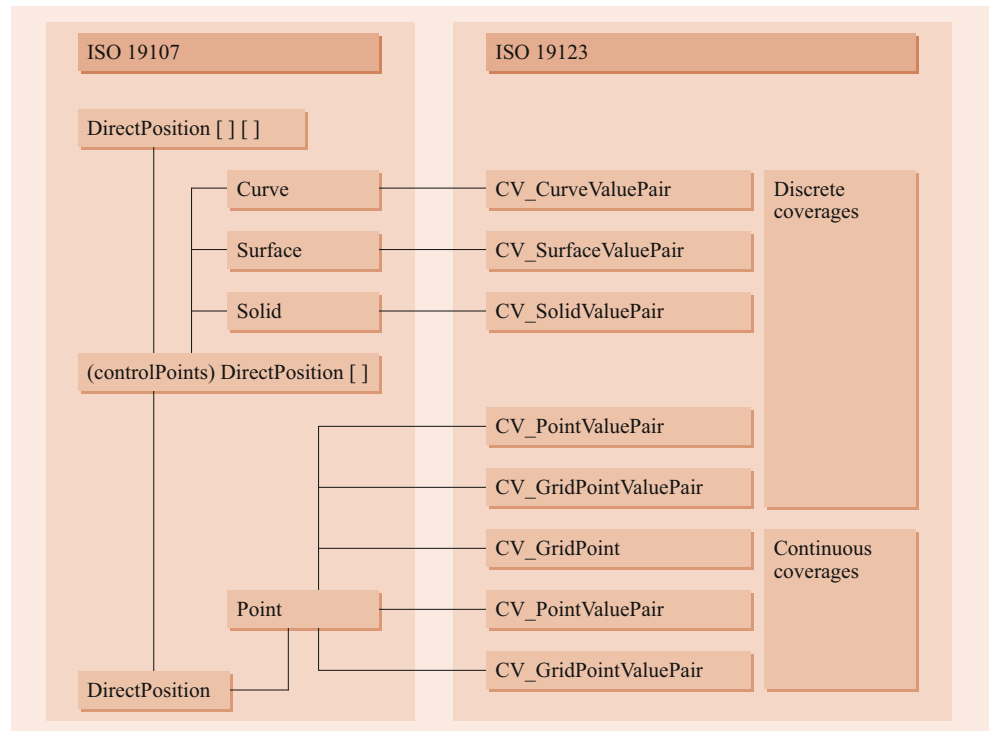 ISO 19107
DirectPosition [ ] [ ]
Curve
Surface
Solid
(controlPoints) DirectPosition [ ]
Point
DirectPosition
ISO 19123
CV_CurveValuePair
CV_SurfaceValuePair
CV_SolidValuePair
CV_PointValuePair
CV_GridPointValuePair
Discrete
coverages
CV_GridPoint
CV_PointValuePair
CV_GridPointValuePair
Continuous
coverages